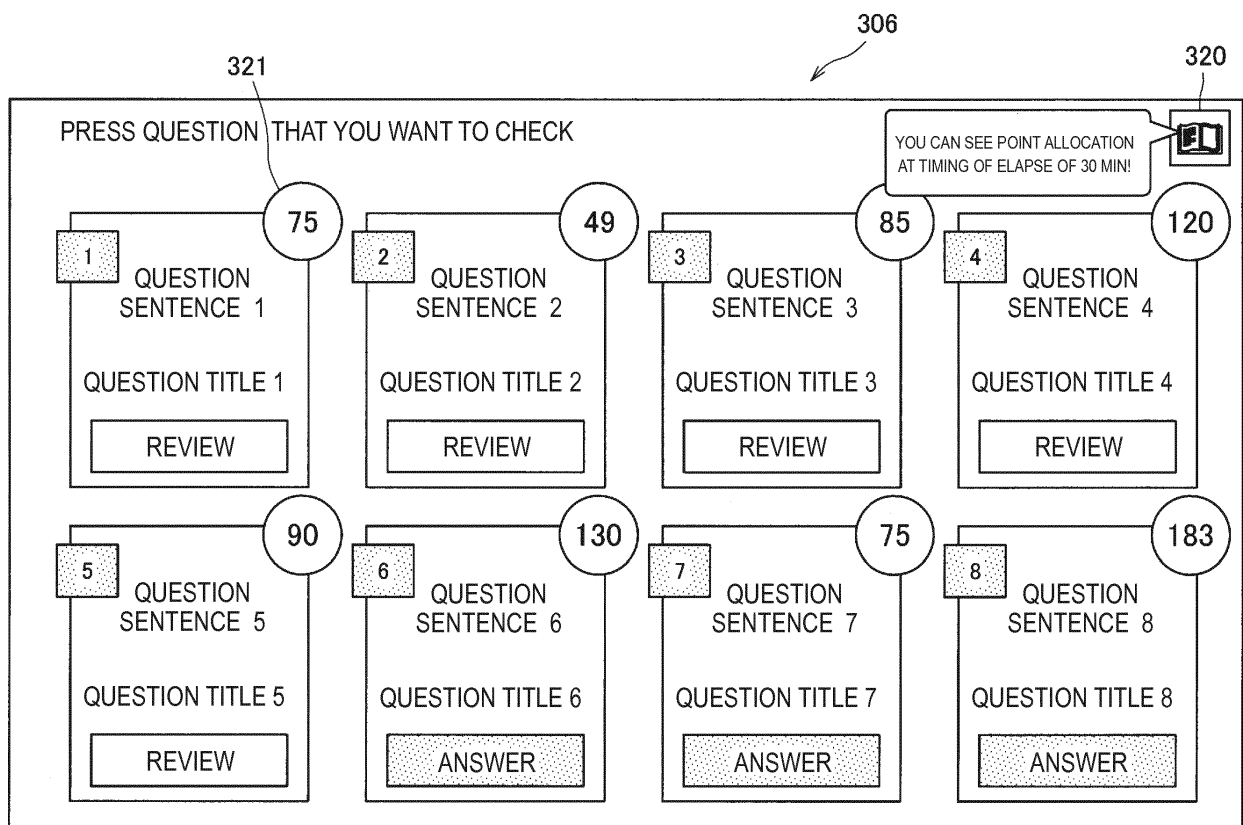 306
321
320
PRESS QUESTION THAT YOU WANT TO CHECK
YOU CAN SEE POINT ALLOCATION
AT TIMING OF ELAPSE OF 30 MIN!
75
1
QUESTION
SENTENCE 1
QUESTION TITLE 1
REVIEW
49
2
QUESTION
SENTENCE 2
QUESTION TITLE 2
REVIEW
85
3
QUESTION
SENTENCE 3
QUESTION TITLE 3
REVIEW
120
4
QUESTION
SENTENCE 4
QUESTION TITLE 4
REVIEW
90
5
QUESTION
SENTENCE 5
QUESTION TITLE 5
REVIEW
130
6
QUESTION
SENTENCE 6
QUESTION TITLE 6
ANSWER
75
7
QUESTION
SENTENCE 7
QUESTION TITLE 7
ANSWER
183
8
QUESTION
SENTENCE 8
QUESTION TITLE 8
ANSWER